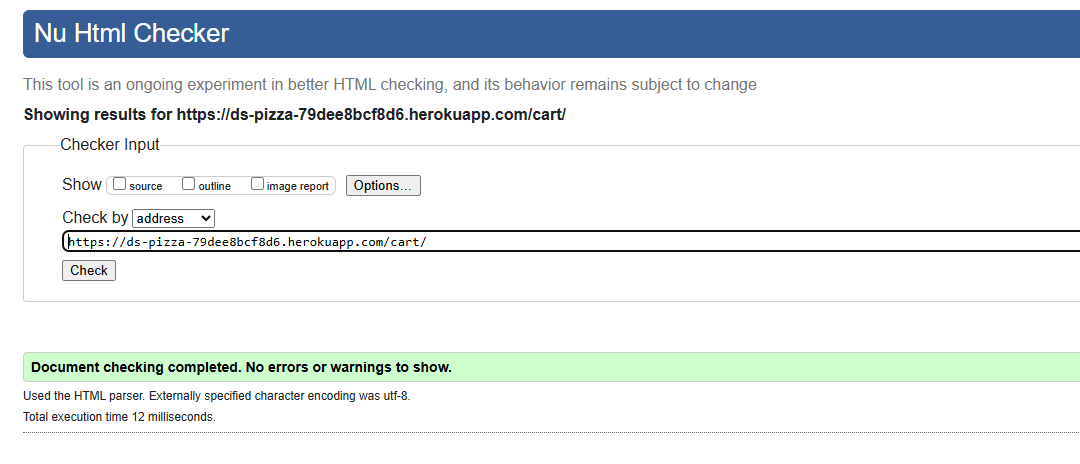 Nu Html Checker
This tool is an ongoing experiment in better HTML checking, and its behavior remains subject to change
Showing results for https://ds-pizza-79dee8bcf8d6.herokuapp.com/cart/
Checker Input
Show source outline image report Options...
Check by address
https://ds-pizza-79dee8bcf8d6.herokuapp.com/cart/
Check
Document checking completed. No errors or warnings to show.
Used the HTML parser. Externally specified character encoding was utf-8.
Total execution time 12 milliseconds.